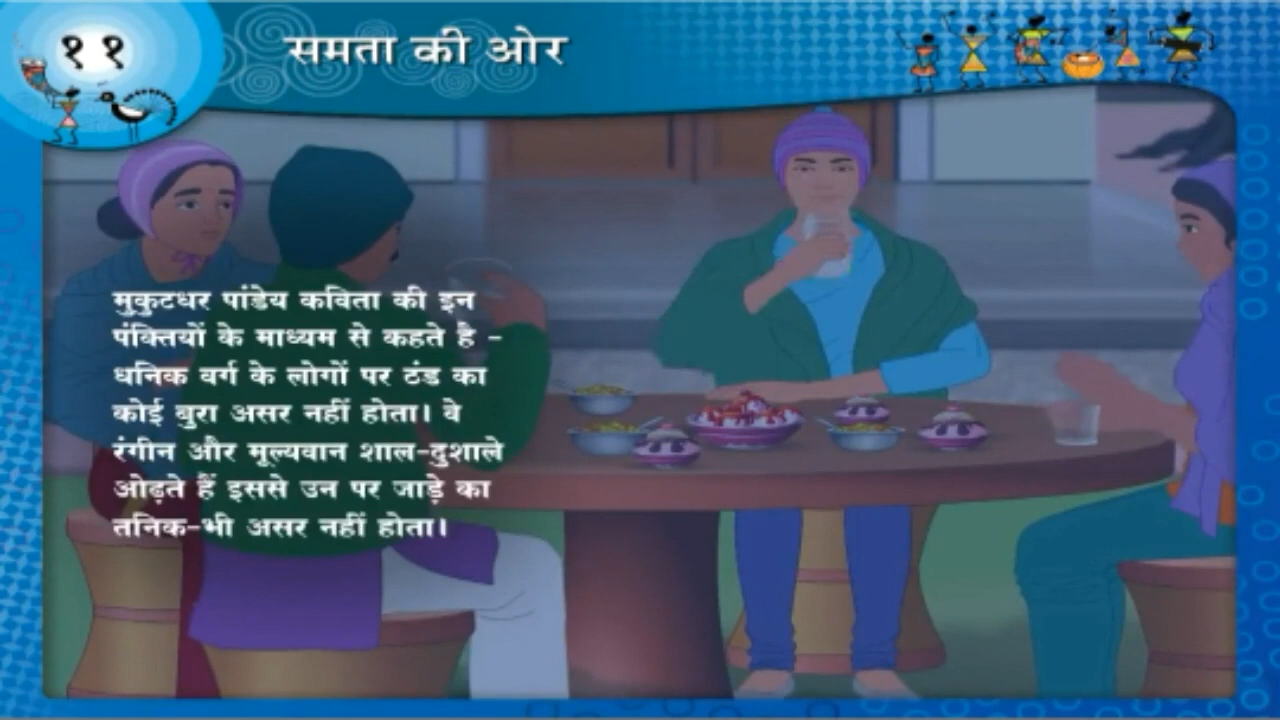 ११
समता की ओर
मुकुटधर पांडेय कविता की इन
पंक्तियों के माध्यम से कहते है -
धनिक वर्ग के लोगों पर टंड का
कोई बुरा असर नहीं होता। वे
रंगीन और मूल्यवान शाल-दुशाले
ओढ़ते हैं इससे उन पर जाड़े का
तनिक-भी असर नहीं होता।